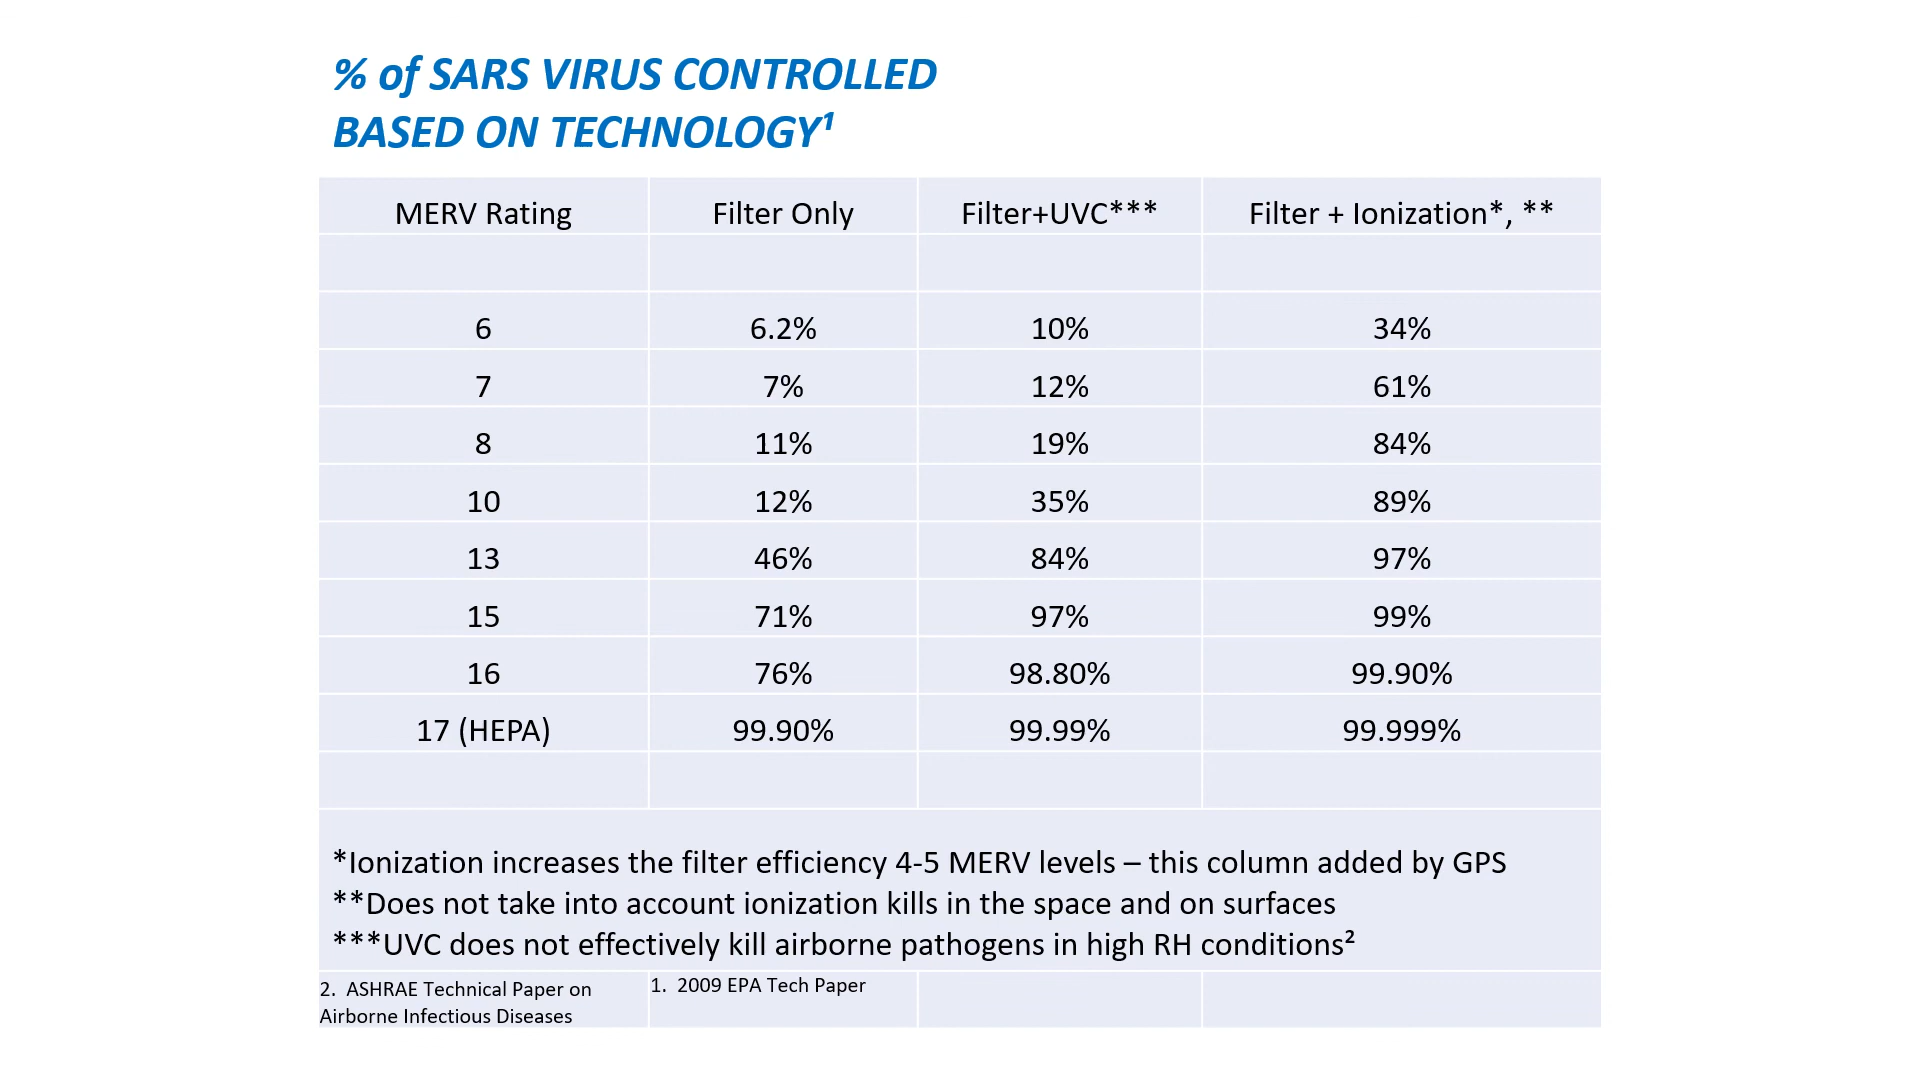 % of SARS VIRUS CONTROLLED
BASED ON TECHNOLOGY¹
MERV Rating Filter Only Filter+UVC*** Filter + Ionization*, **
6 6.2% 10% 34%
7 7% 12% 61%
8 11% 19% 84%
10 12% 35% 89%
13 46% 84% 97%
15 71% 97% 99%
16 76% 98.80% 99.90%
17 (HEPA) 99.90% 99.99% 99.999%
*Ionization increases the filter efficiency 4-5 MERV levels – this column added by GPS
**Does not take into account ionization kills in the space and on surfaces
***UVC does not effectively kill airborne pathogens in high RH conditions²
2. ASHRAE Technical Paper on
Airborne Infectious Diseases
1. 2009 EPA Tech Paper